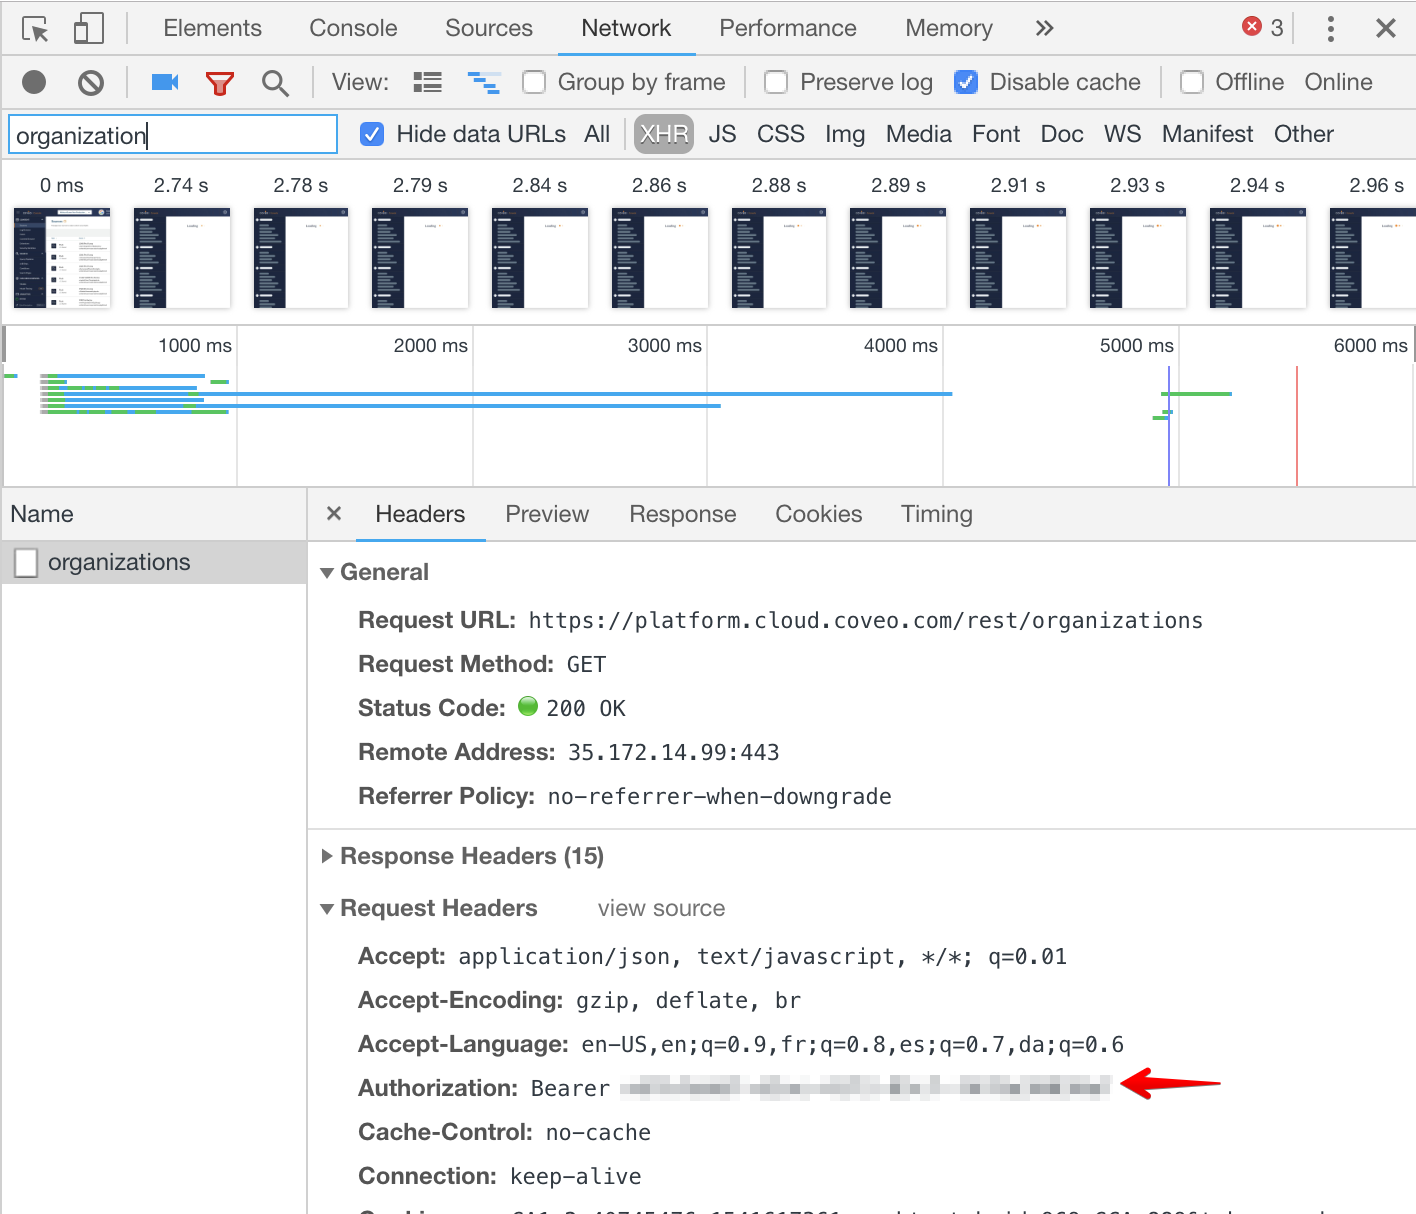 Elements Console Sources Network Performance Memory 3
View: Group by frame Preserve log Disable cache Offline Online
organization Hide data URLs All XHR JS CSS Img Media Font Doc WS Manifest Other
0 ms 2.74 s 2.78 s 2.79 s 2.84 s 2.86 s 2.88 s 2.89 s 2.91 s 2.93 s 2.94 s 2.96 s
1000 ms 2000 ms 3000 ms 4000 ms 5000 ms 6000 ms
Name × Headers Preview Response Cookies Timing
organizations
General
Request URL: https://platform.cloud.coveo.com/rest/organizations
Request Method: GET
Status Code: 200 OK
Remote Address: 35.172.14.99:443
Referrer Policy: no-referrer-when-downgrade
Response Headers (15)
Request Headers view source
Accept: application/json, text/javascript, */*; q=0.01
Accept-Encoding: gzip, deflate, br
Accept-Language: en-US,en;q=0.9,fr;q=0.8,es;q=0.7,da;q=0.6
Authorization: Bearer
Cache-Control: no-cache
Connection: keep-alive